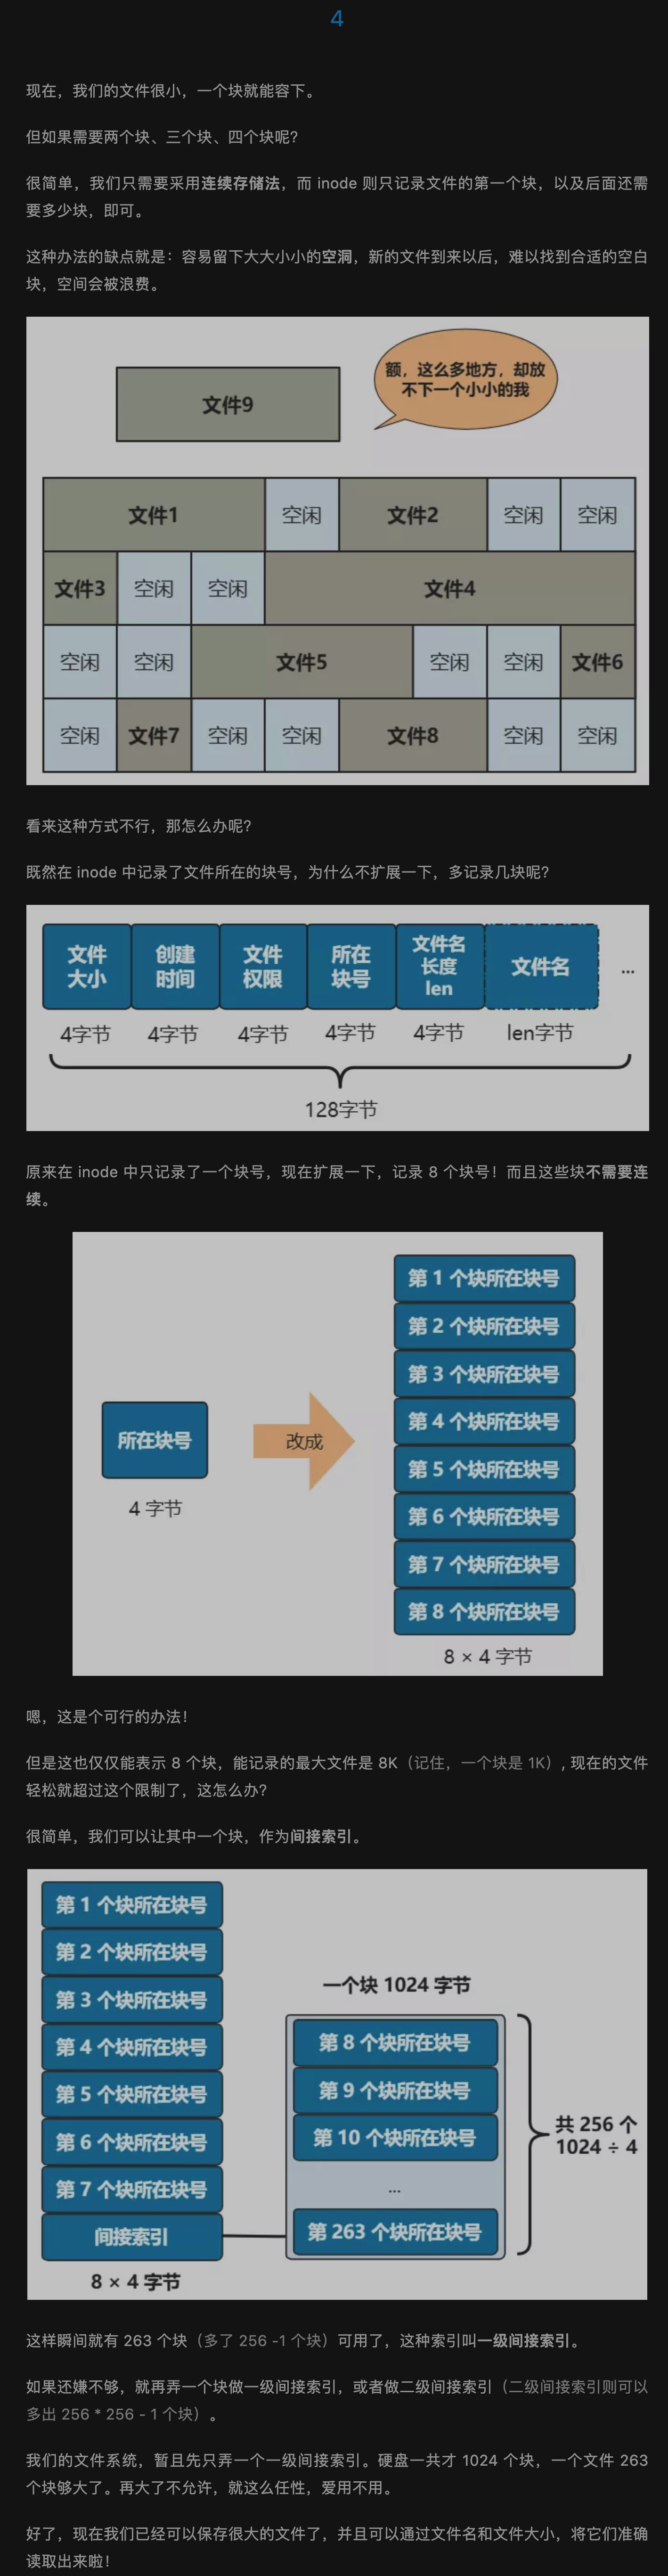 4
现在，我们的文件很小，一个块就能容下。
但如果需要两个块、三个块、四个块呢？
很简单，我们只需要采用连续存储法，而 inode 则只记录文件的第一个块，以及后面还需
要多少块，即可。
这种办法的缺点就是：容易留下大大小小的空洞，新的文件到来以后，难以找到合适的空白
块，空间会被浪费。
文件9
额，这么多地方，却放
不下一个小小的我
文件1 空闲 文件2 空闲 空闲
文件3 空闲 空闲 文件4
空闲 空闲 文件5 空闲 空闲 文件6
空闲 文件7 空闲 空闲 文件8 空闲 空闲
看来这种方式不行，那怎么办呢？
既然在 inode 中记录了文件所在的块号，为什么不扩展一下，多记录几块呢？
文件
大小
创建
时间
文件
权限
所在
块号
文件名
长度
len
文件名
...
4字节 4字节 4字节 4字节 4字节 len字节
128字节
原来在 inode 中只记录了一个块号，现在扩展一下，记录 8 个块号！而且这些块不需要连
续。
所在块号
4 字节
改成
第 1 个块所在块号
第 2 个块所在块号
第 3 个块所在块号
第 4 个块所在块号
第 5 个块所在块号
第 6 个块所在块号
第 7 个块所在块号
第 8 个块所在块号
8 × 4 字节
嗯，这是个可行的办法！
但是这也仅仅能表示 8 个块，能记录的最大文件是 8K（记住，一个块是 1K）, 现在的文件
轻松就超过这个限制了，这怎么办？
很简单，我们可以让其中一个块，作为间接索引。
第 1 个块所在块号
第 2 个块所在块号
第 3 个块所在块号
第 4 个块所在块号
第 5 个块所在块号
第 6 个块所在块号
第 7 个块所在块号
间接索引
8 × 4 字节
一个块 1024 字节
第 8 个块所在块号
第 9 个块所在块号
第 10 个块所在块号
...
第 263 个块所在块号
共 256 个
1024 ÷ 4
这样瞬间就有 263 个块（多了 256 -1 个块）可用了，这种索引叫一级间接索引。
如果还嫌不够，就再弄一个块做一级间接索引，或者做二级间接索引（二级间接索引则可以
多出 256 * 256 - 1 个块）。
我们的文件系统，暂且先只弄一个一级间接索引。硬盘一共才 1024 个块，一个文件 263
个块够大了。再大了不允许，就这么任性，爱用不用。
好了，现在我们已经可以保存很大的文件了，并且可以通过文件名和文件大小，将它们准确
读取出来啦！